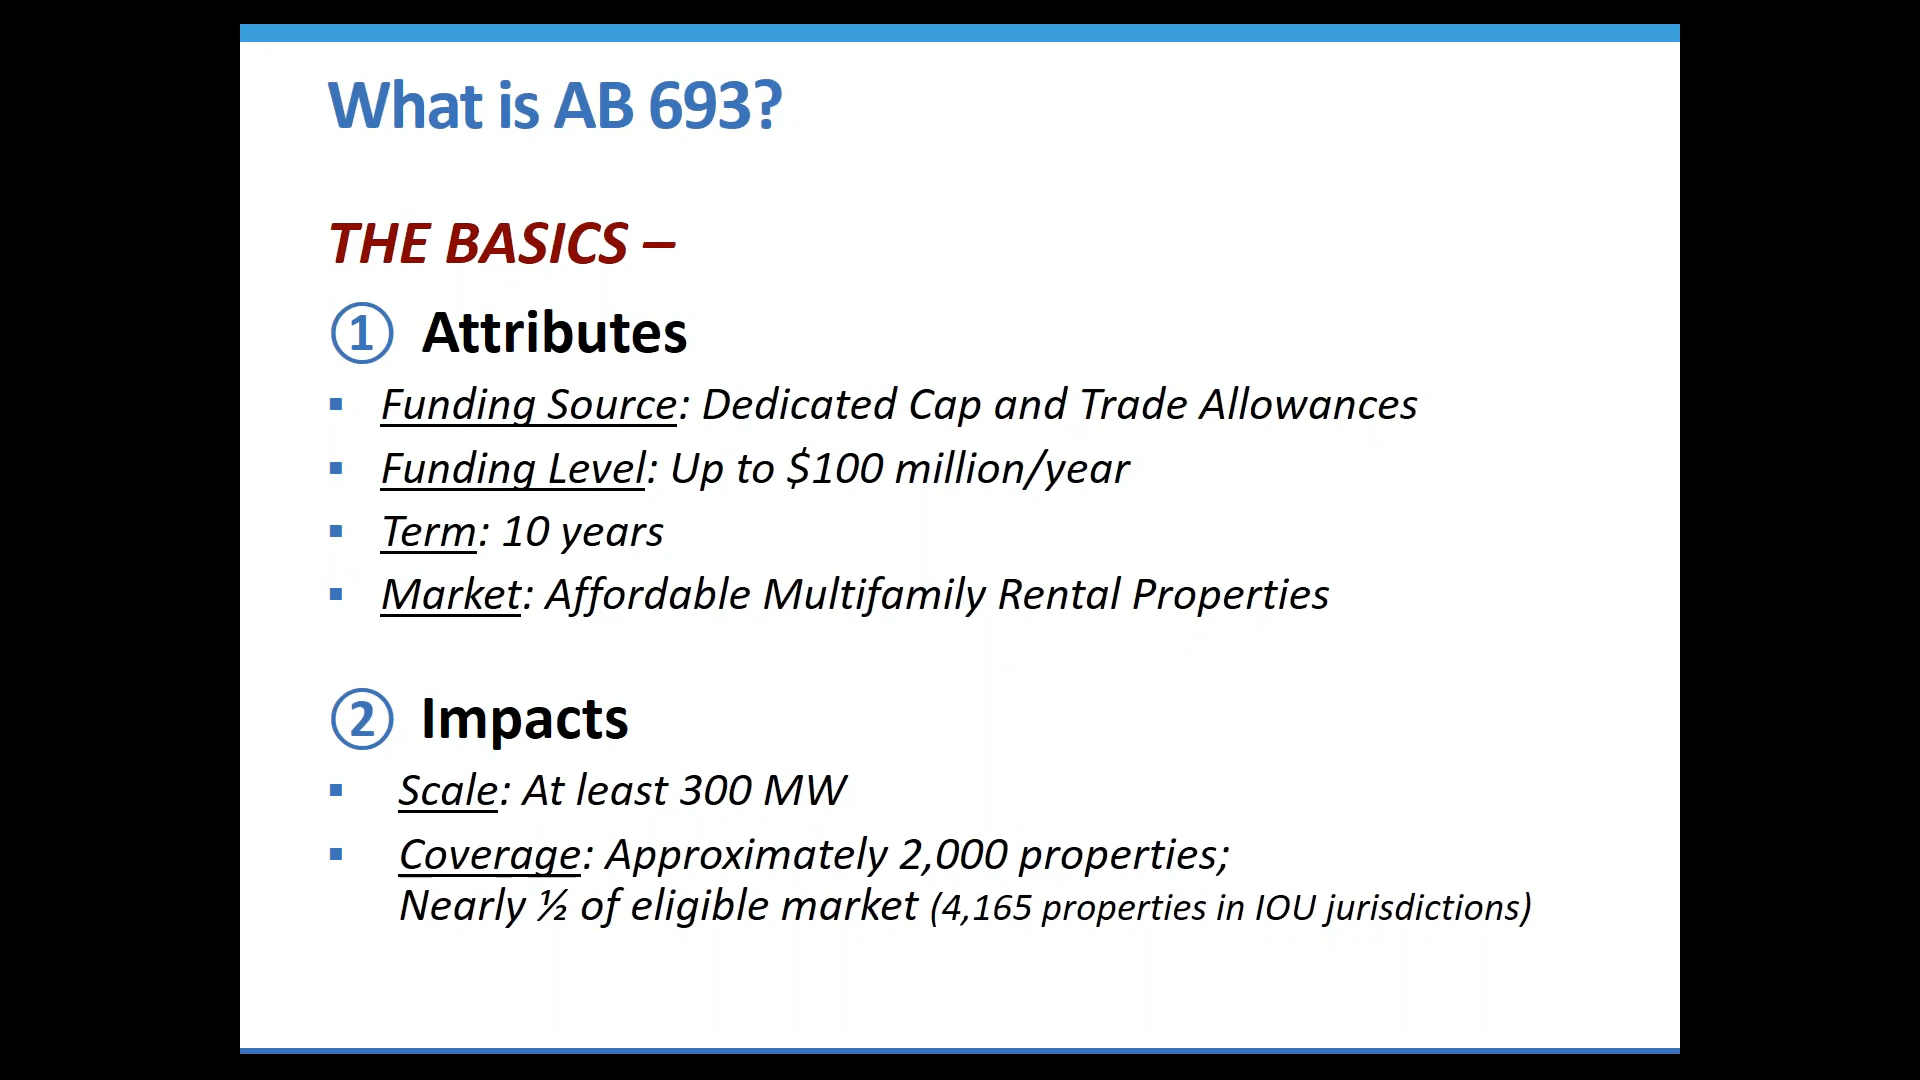 What is AB 693?
THE BASICS –
① Attributes
▪ Funding Source: Dedicated Cap and Trade Allowances
▪ Funding Level: Up to $100 million/year
▪ Term: 10 years
▪ Market: Affordable Multifamily Rental Properties
② Impacts
▪ Scale: At least 300 MW
▪ Coverage: Approximately 2,000 properties;
Nearly ½ of eligible market (4,165 properties in IOU jurisdictions)